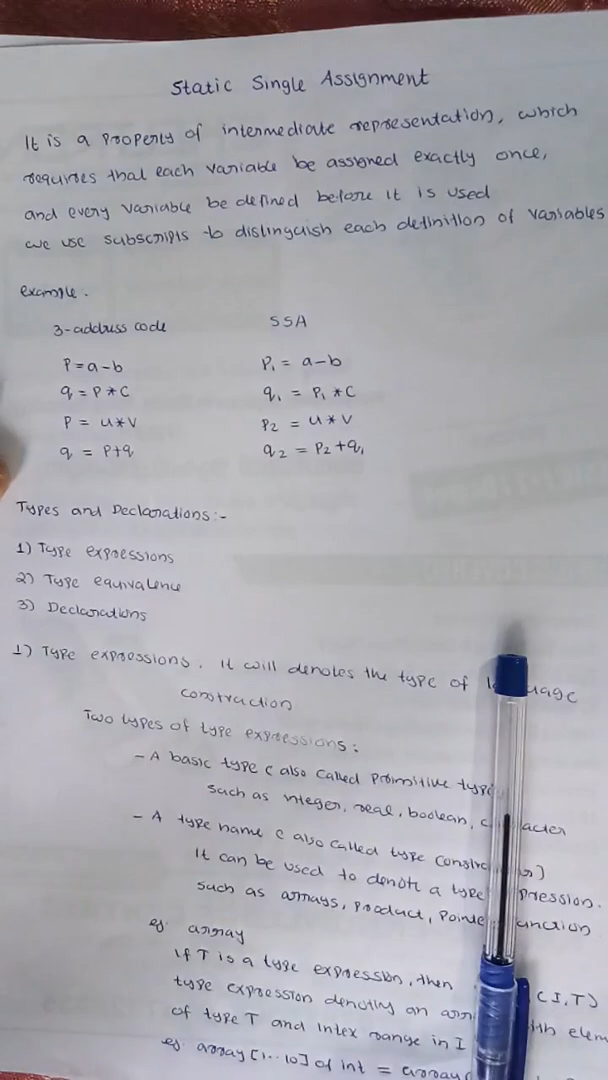 Static Single Assignment
It is a property of intermediate representation, which
requires that each variable be assigned exactly once,
and every variable be defined before it is used
we use subscripts to distinguish each definition of variables
example.
3-address code SSA
P = a-b P₁ = a-b
q = P*C q₁ = P₁ *C
P = u*v P₂ = u*v
q = P+q q₂ = P₂+q₁
Types and Declarations:-
1) Type expressions
2) Type equivalence
3) Declarations
1) Type expressions. It will denotes the type of
construction
Two types of type expressions:
- A basic type ( also called primitive
such as integer, real, boolean,
- A type name ( also called type
It can be used to denote a type
such as arrays, product,
eg. array
If T is a type expression, then (I,T)
type expression denoting an
of type T and intex range in I
eg. array [1...10] of int =